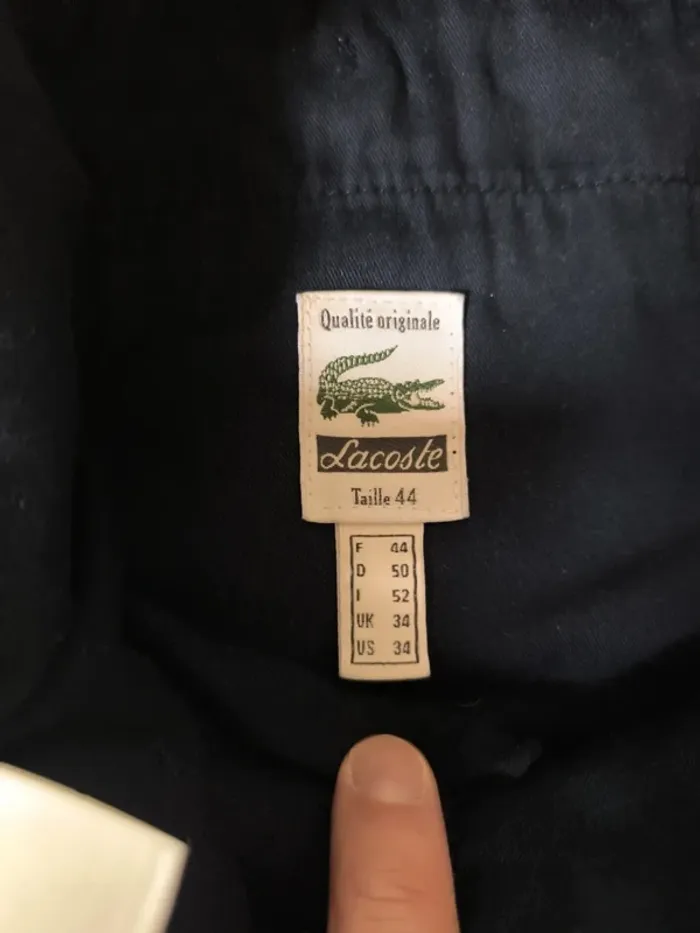 Qualité originale
Lacoste
Taille 44
F 44
D 50
I 52
UK 34
US 34